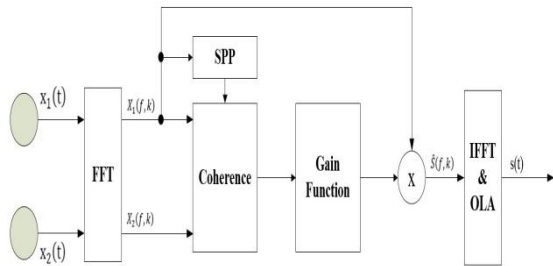 x₁(t)
X₁(f,k)
SPP
FFT
Coherence
Gain
Function
X
Ŝ(f,k)
IFFT
&
OLA
s(t)
x₂(t)
X₂(f,k)